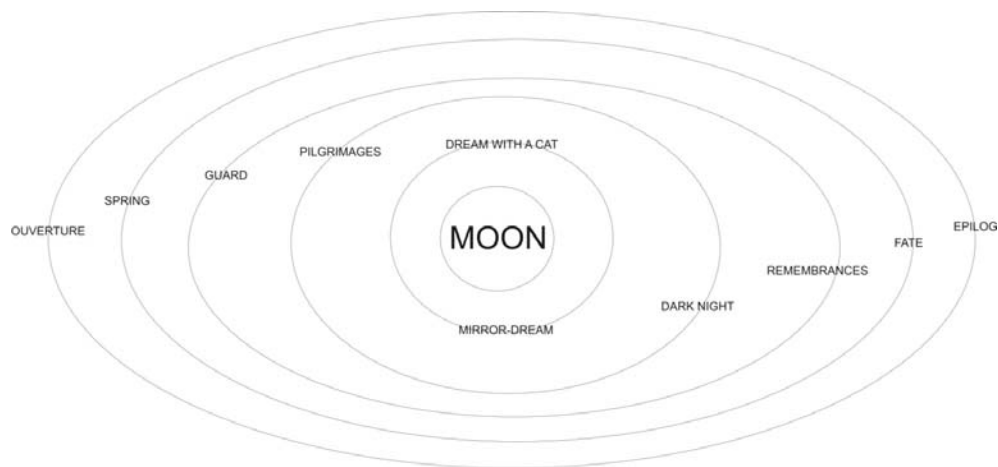 DREAM WITH A CAT
PILGRIMAGES
GUARD
SPRING
OUVERTURE
MOON
EPILOG
FATE
REMEMBRANCES
DARK NIGHT
MIRROR-DREAM